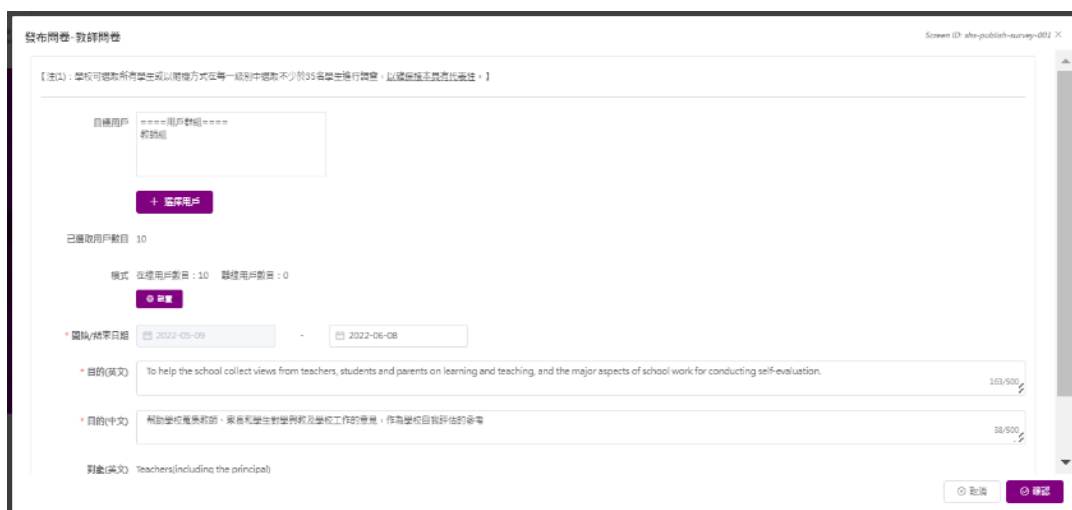 發布問卷-教師問卷
Screen ID: shs-publish-survey-001
【注(1)：學校可選取所有學生或以隨機方式在每一級別中選取不少於35名學生進行調查，以確保樣本具有代表性。】
目標用戶 ====用戶群組====
教師組
選擇用戶
已選取用戶數目 10
模式 在線用戶數目：10 離線用戶數目：0
設置
* 開始/結束日期 2022-05-09 - 2022-06-08
* 目的(英文) To help the school collect views from teachers, students and parents on learning and teaching, and the major aspects of school work for conducting self-evaluation.
163/500
* 目的(中文) 幫助學校蒐集教師、家長和學生對學與教及學校工作的意見，作為學校自我評估的參考
38/500
對象(英文) Teachers(including the principal)
取消 確認